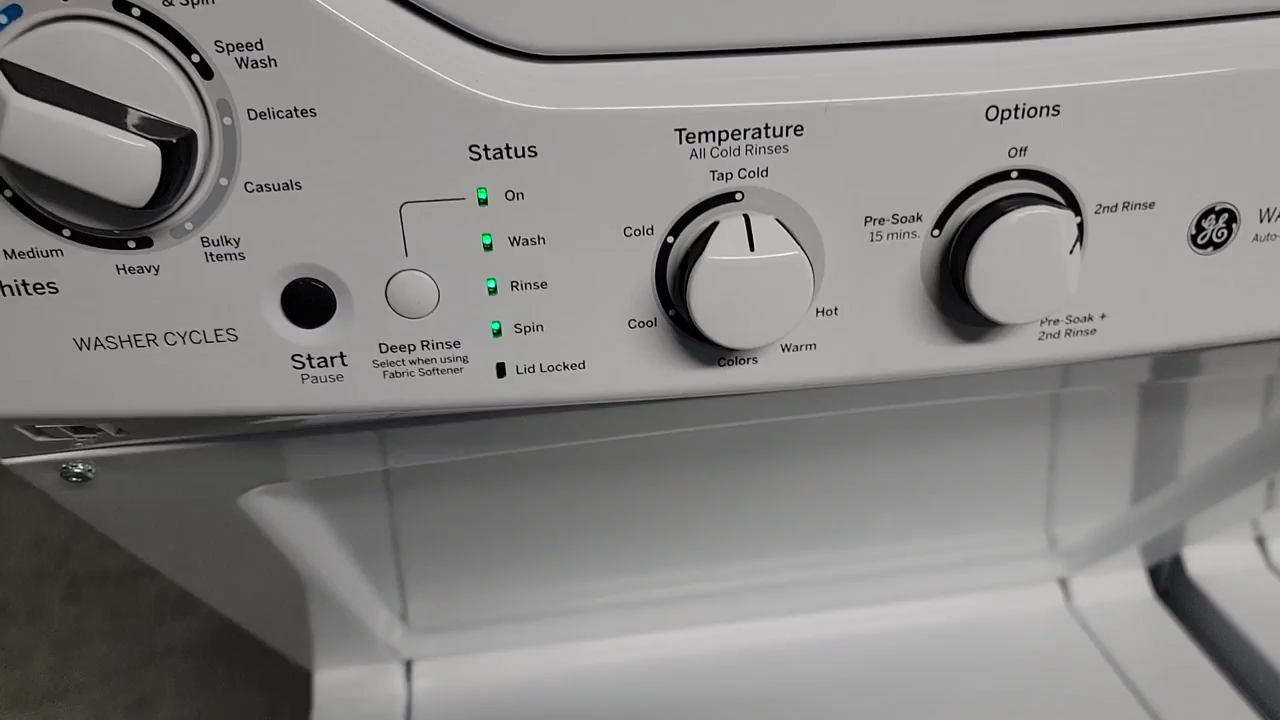 & Spin
Speed
Wash
Delicates
Casuals
Bulky
Items
Heavy
Medium
WASHER CYCLES
Start
Pause
Deep Rinse
Select when using
Fabric Softener
Status
On
Wash
Rinse
Spin
Lid Locked
Temperature
All Cold Rinses
Tap Cold
Cold
Cool
Colors
Warm
Hot
Options
Off
Pre-Soak
15 mins.
2nd Rinse
Pre-Soak +
2nd Rinse
GE